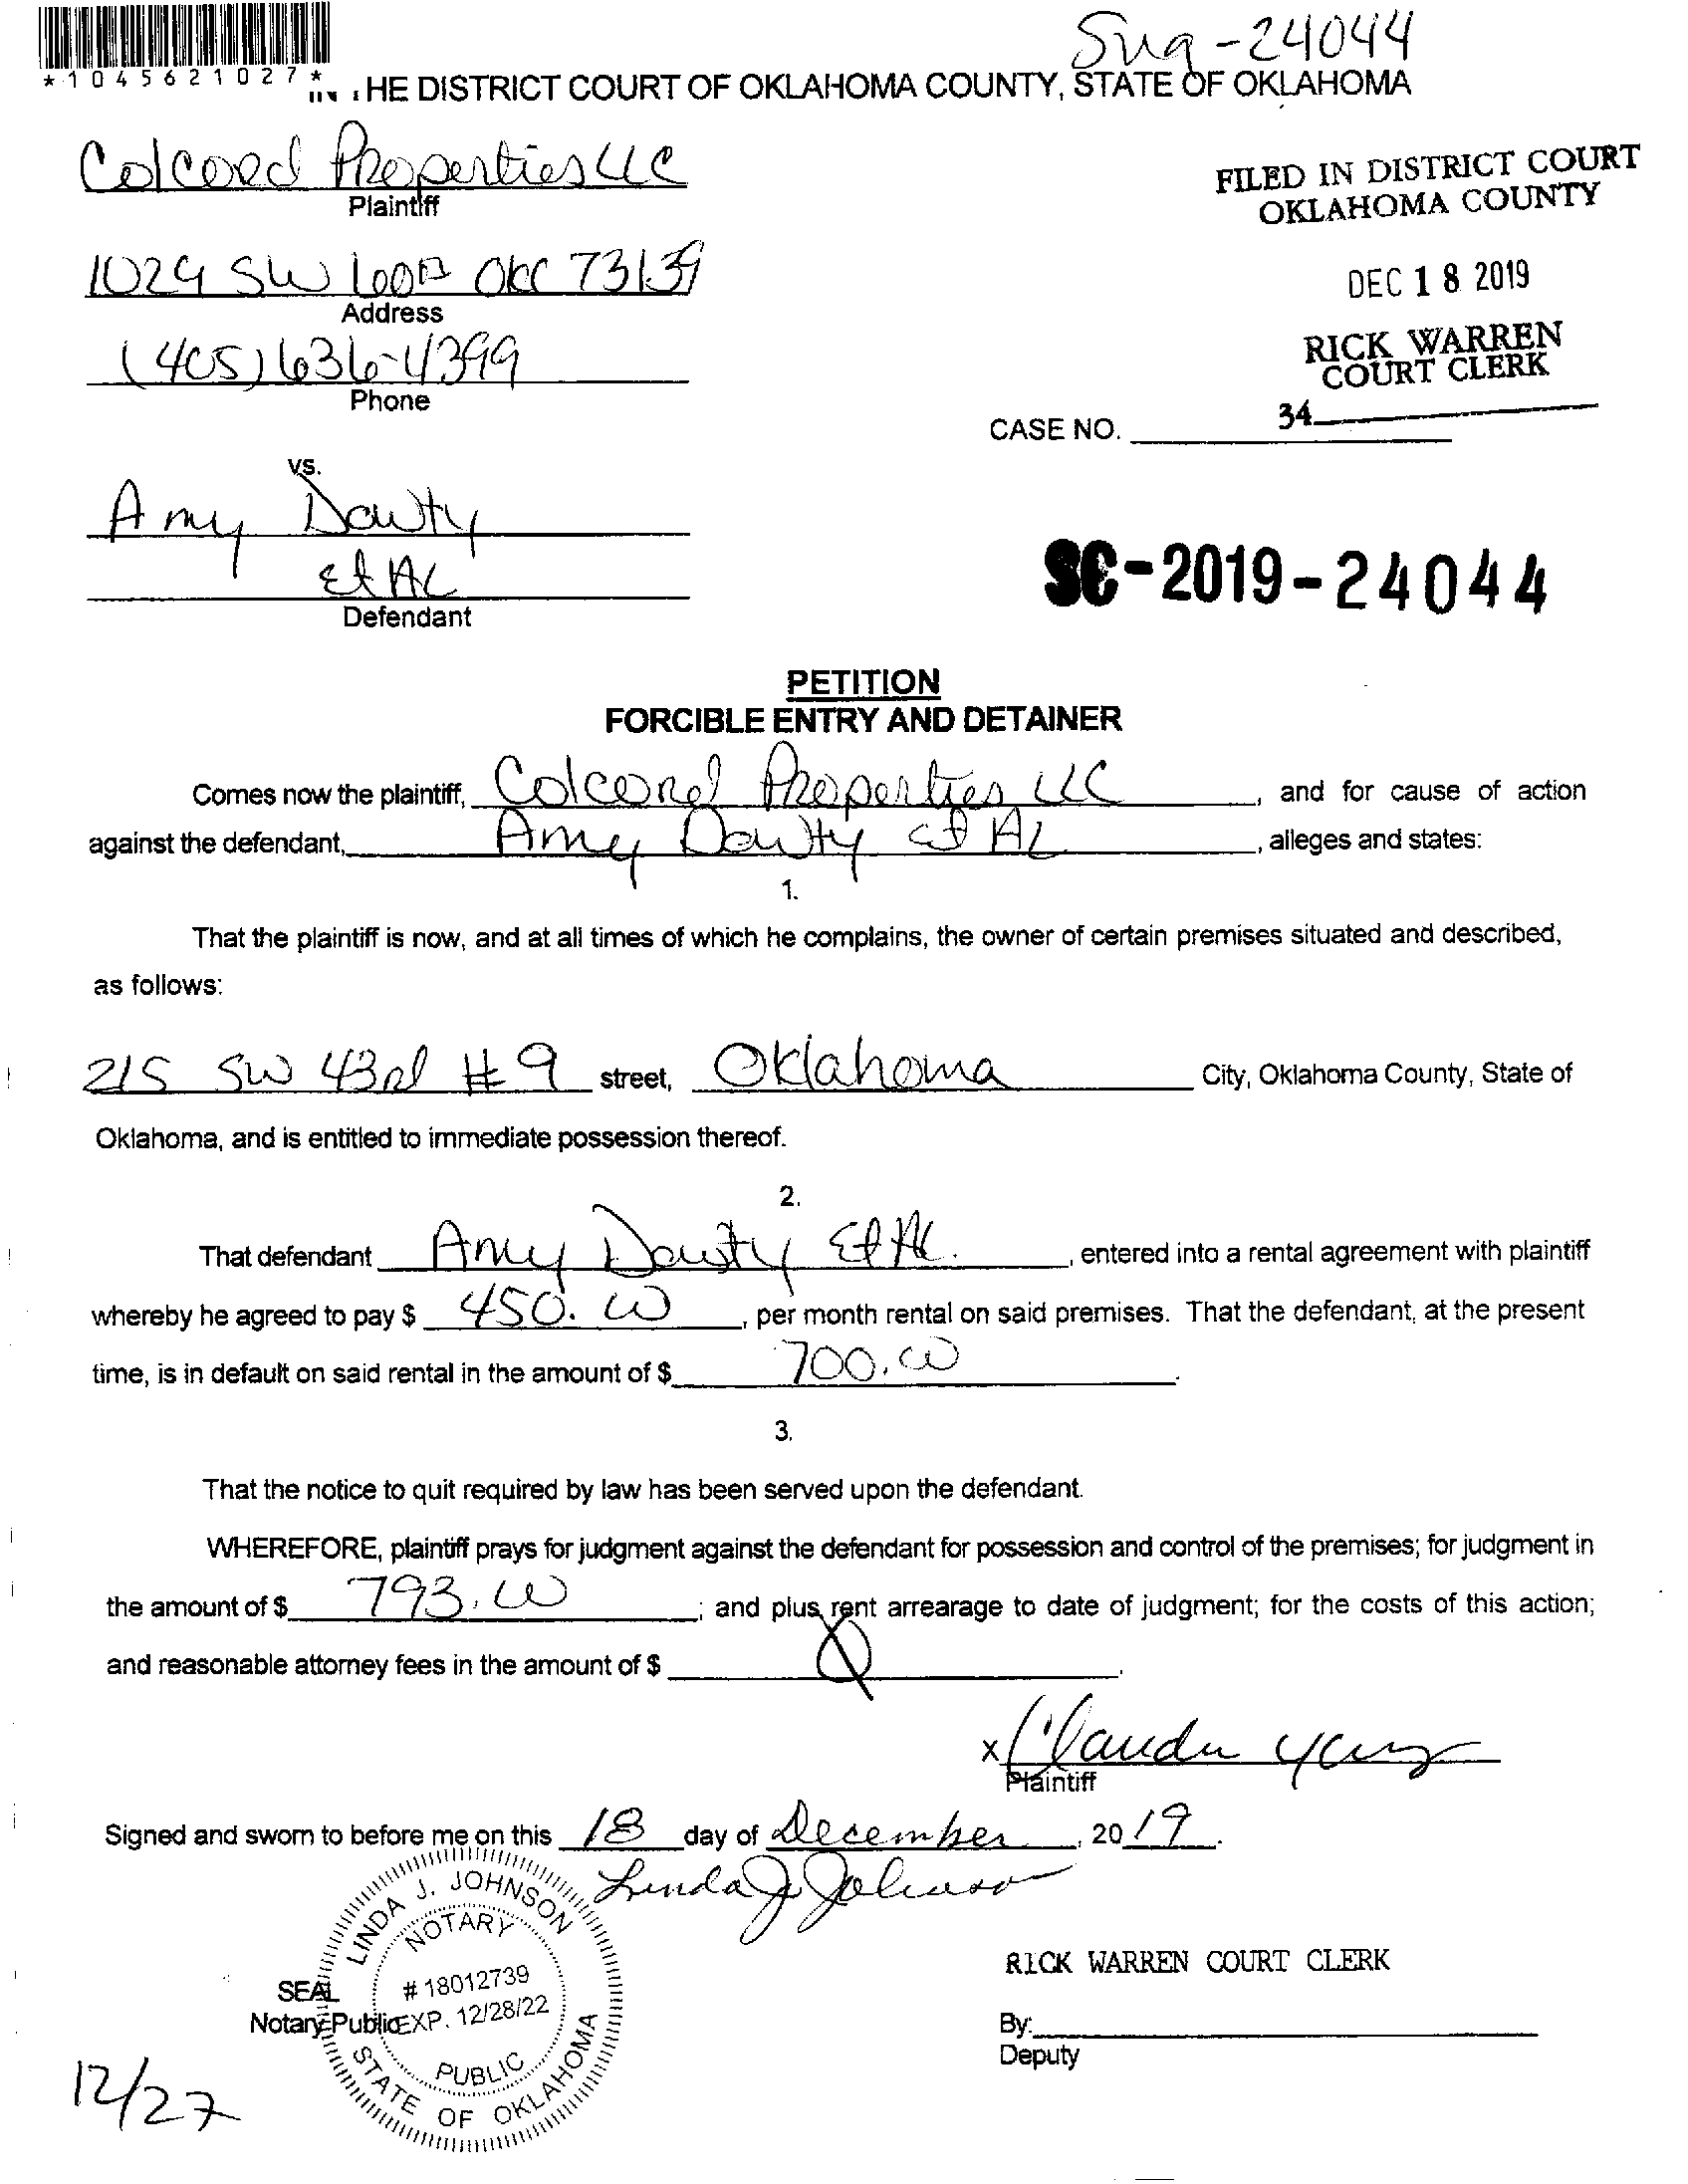 Sug-24044
*1045621027*
HE DISTRICT COURT OF OKLAHOMA COUNTY, STATE OF OKLAHOMA
Colcord Properties LLC
Plaintiff
FILED IN DISTRICT COURT
OKLAHOMA COUNTY
1029 SW 100th OKC 73139
Address
DEC 18 2019
(405) 636-4399
Phone
RICK WARREN
COURT CLERK
34
CASE NO.
vs.
Amy Dawty
Et AL
Defendant
SC-2019-24044
PETITION
FORCIBLE ENTRY AND DETAINER
Comes now the plaintiff, Colcord Properties LLC, and for cause of action
against the defendant, Amy Dawty Et AL, alleges and states:
1.
That the plaintiff is now, and at all times of which he complains, the owner of certain premises situated and described,
as follows:
215 SW 43rd #9 street, Oklahoma City, Oklahoma County, State of
Oklahoma, and is entitled to immediate possession thereof.
2.
That defendant Amy Dawty Et AL., entered into a rental agreement with plaintiff
whereby he agreed to pay $ 450.00, per month rental on said premises. That the defendant, at the present
time, is in default on said rental in the amount of $ 700.00.
3.
That the notice to quit required by law has been served upon the defendant.
WHEREFORE, plaintiff prays for judgment against the defendant for possession and control of the premises; for judgment in
the amount of $ 793.00; and plus rent arrearage to date of judgment; for the costs of this action;
and reasonable attorney fees in the amount of $
x Claudia
Plaintiff
Signed and sworn to before me on this 18 day of December, 2019.
Linda J Johnson
LINDA J. JOHNSON
NOTARY
# 18012739
EXP. 12/28/22
PUBLIC
STATE OF OKLAHOMA
SEAL
Notary Public
RICK WARREN COURT CLERK
By:
Deputy
12/27